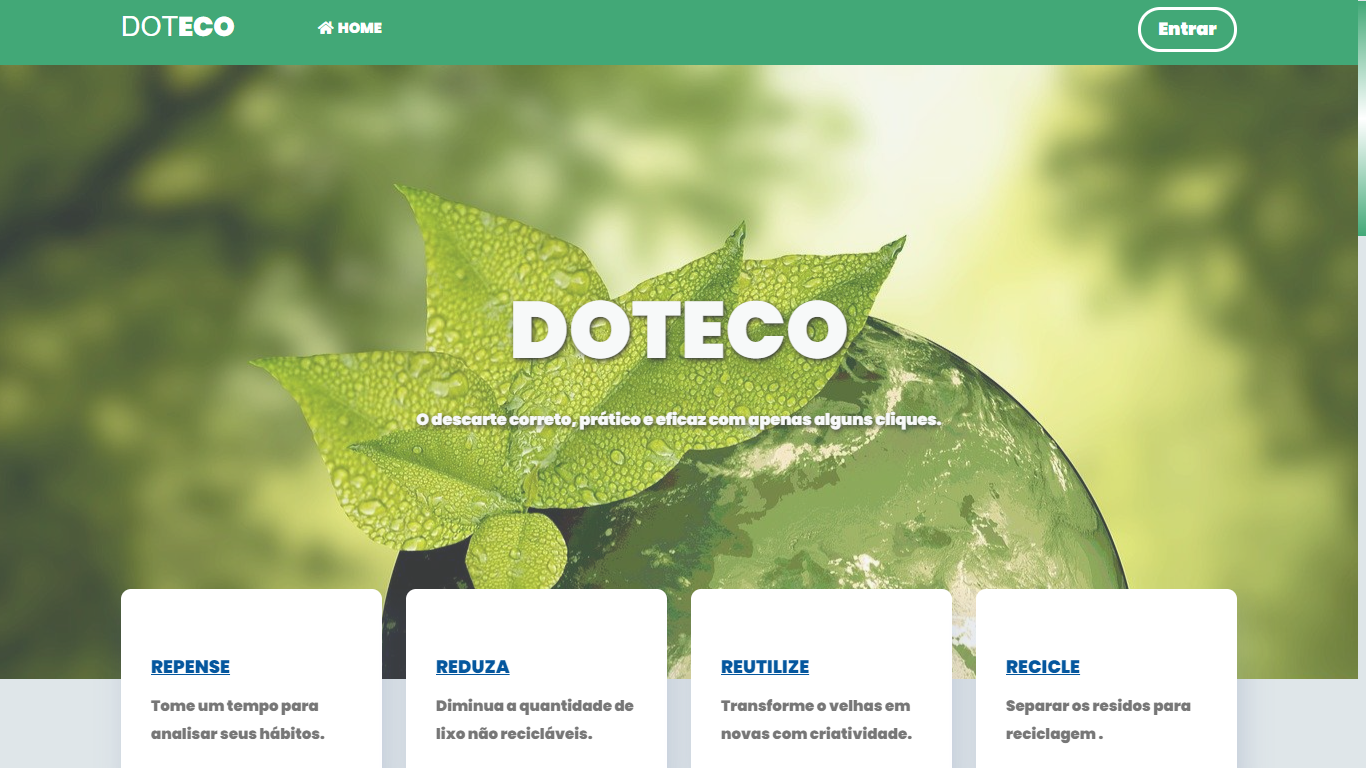 DOTECO
HOME
Entrar
DOTECO
O descarte correto, prático e eficaz com apenas alguns cliques.
REPENSE
Tome um tempo para
analisar seus hábitos.
REDUZA
Diminua a quantidade de
lixo não recicláveis.
REUTILIZE
Transforme o velhas em
novas com criatividade.
RECICLE
Separar os residos para
reciclagem .